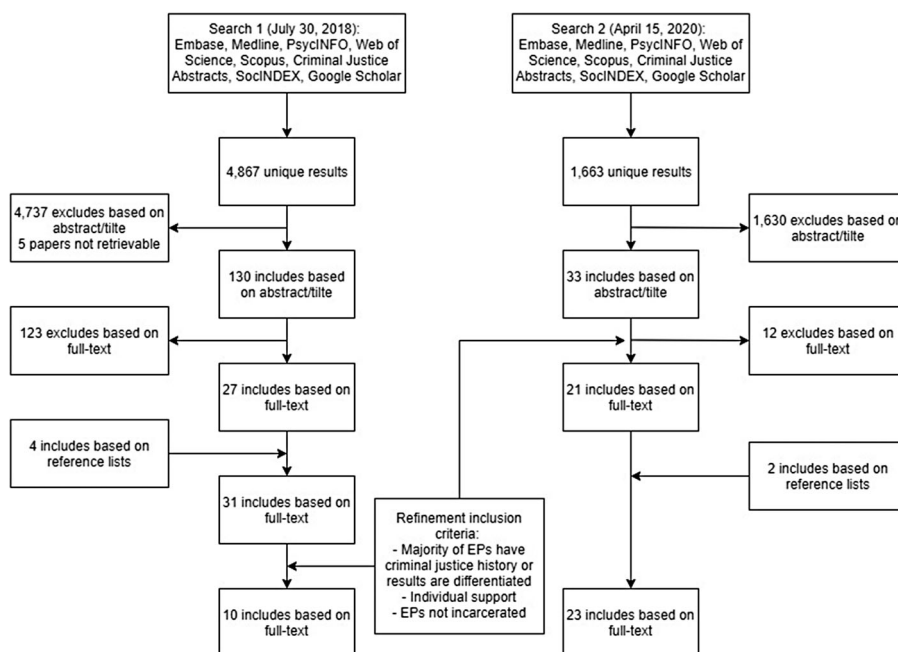 Search 1 (July 30, 2018):
Embase, Medline, PsycINFO, Web of
Science, Scopus, Criminal Justice
Abstracts, SocINDEX, Google Scholar
4,867 unique results
4,737 excludes based on
abstract/tilte
5 papers not retrievable
130 includes based
on abstract/tilte
123 excludes based on
full-text
27 includes based on
full-text
4 includes based on
reference lists
31 includes based on
full-text
10 includes based on
full-text
Refinement inclusion
criteria:
- Majority of EPs have
criminal justice history or
results are differentiated
- Individual support
- EPs not incarcerated
Search 2 (April 15, 2020):
Embase, Medline, PsycINFO, Web of
Science, Scopus, Criminal Justice
Abstracts, SocINDEX, Google Scholar
1,663 unique results
1,630 excludes based on
abstract/tilte
33 includes based on
abstract/tilte
12 excludes based on
full-text
21 includes based on
full-text
2 includes based on
reference lists
23 includes based on
full-text